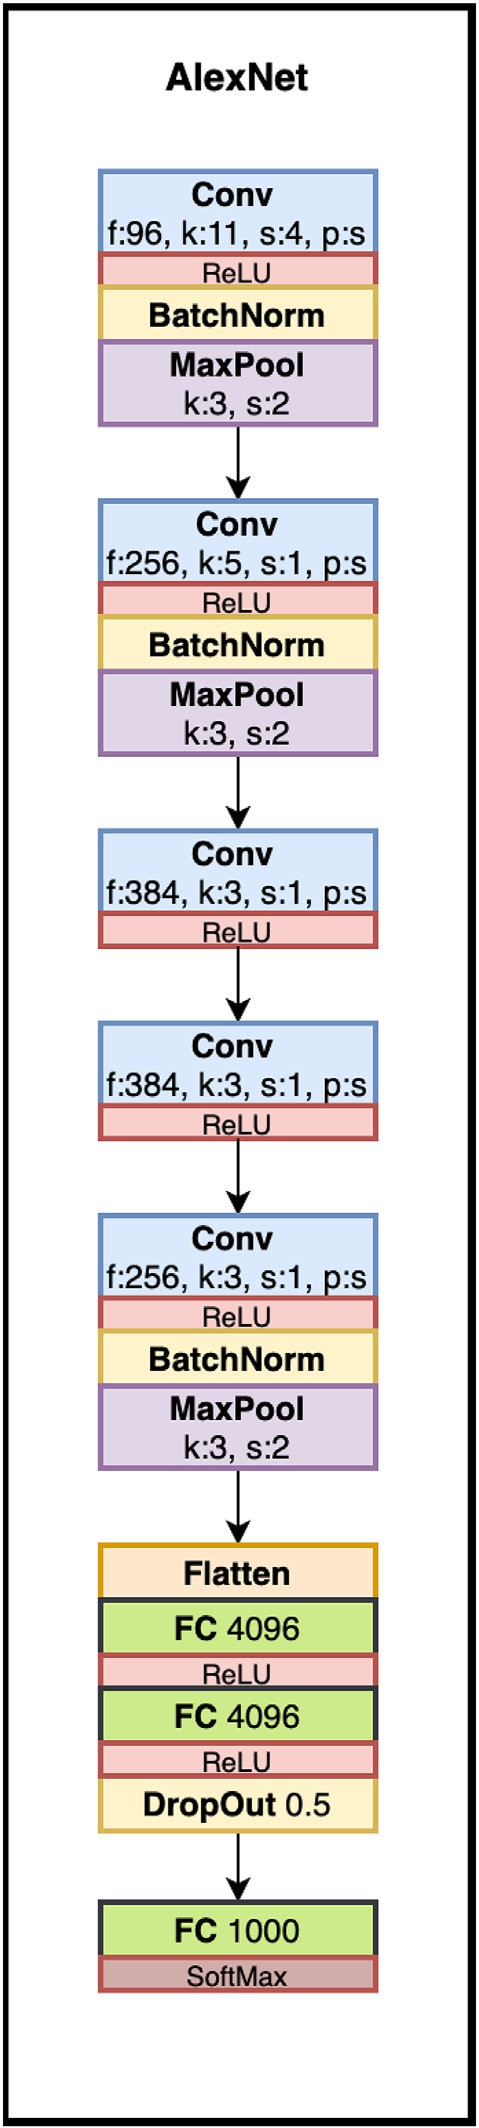 AlexNet
Conv
f:96, k:11, s:4, p:s
ReLU
BatchNorm
MaxPool
k:3, s:2
Conv
f:256, k:5, s:1, p:s
ReLU
BatchNorm
MaxPool
k:3, s:2
Conv
f:384, k:3, s:1, p:s
ReLU
Conv
f:384, k:3, s:1, p:s
ReLU
Conv
f:256, k:3, s:1, p:s
ReLU
BatchNorm
MaxPool
k:3, s:2
Flatten
FC 4096
ReLU
FC 4096
ReLU
DropOut 0.5
FC 1000
SoftMax